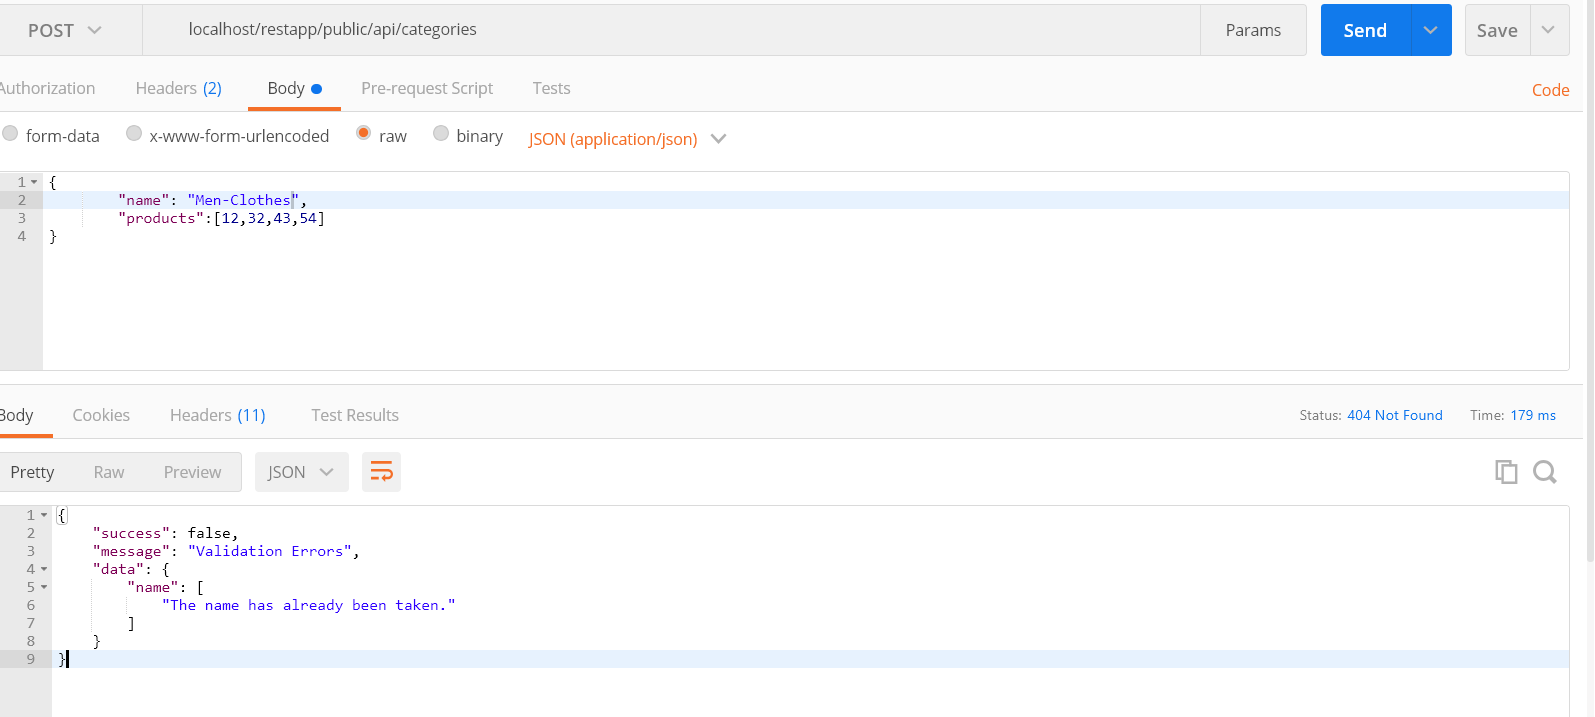 POST localhost/restapp/public/api/categories Params Send Save
Authorization Headers (2) Body Pre-request Script Tests Code
form-data x-www-form-urlencoded raw binary JSON (application/json)
1 {
2 "name": "Men-Clothes",
3 "products":[12,32,43,54]
4 }
Body Cookies Headers (11) Test Results Status: 404 Not Found Time: 179 ms
Pretty Raw Preview JSON
1 {
2 "success": false,
3 "message": "Validation Errors",
4 "data": {
5 "name": [
6 "The name has already been taken."
7 ]
8 }
9 }